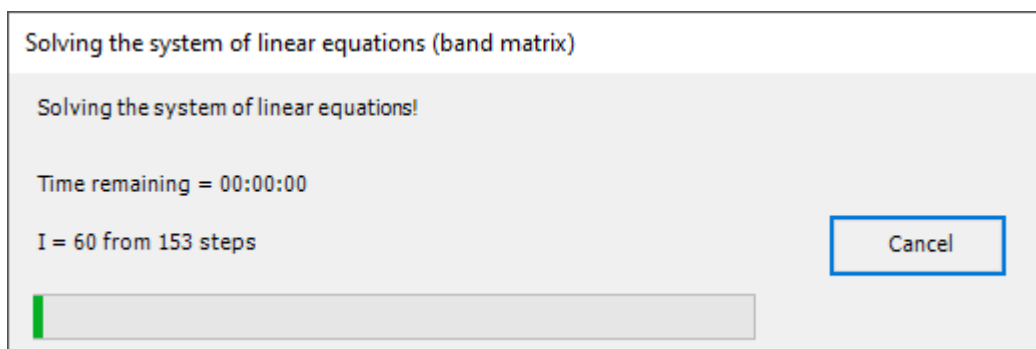 Solving the system of linear equations (band matrix)
Solving the system of linear equations!
Time remaining = 00:00:00
I = 60 from 153 steps
Cancel